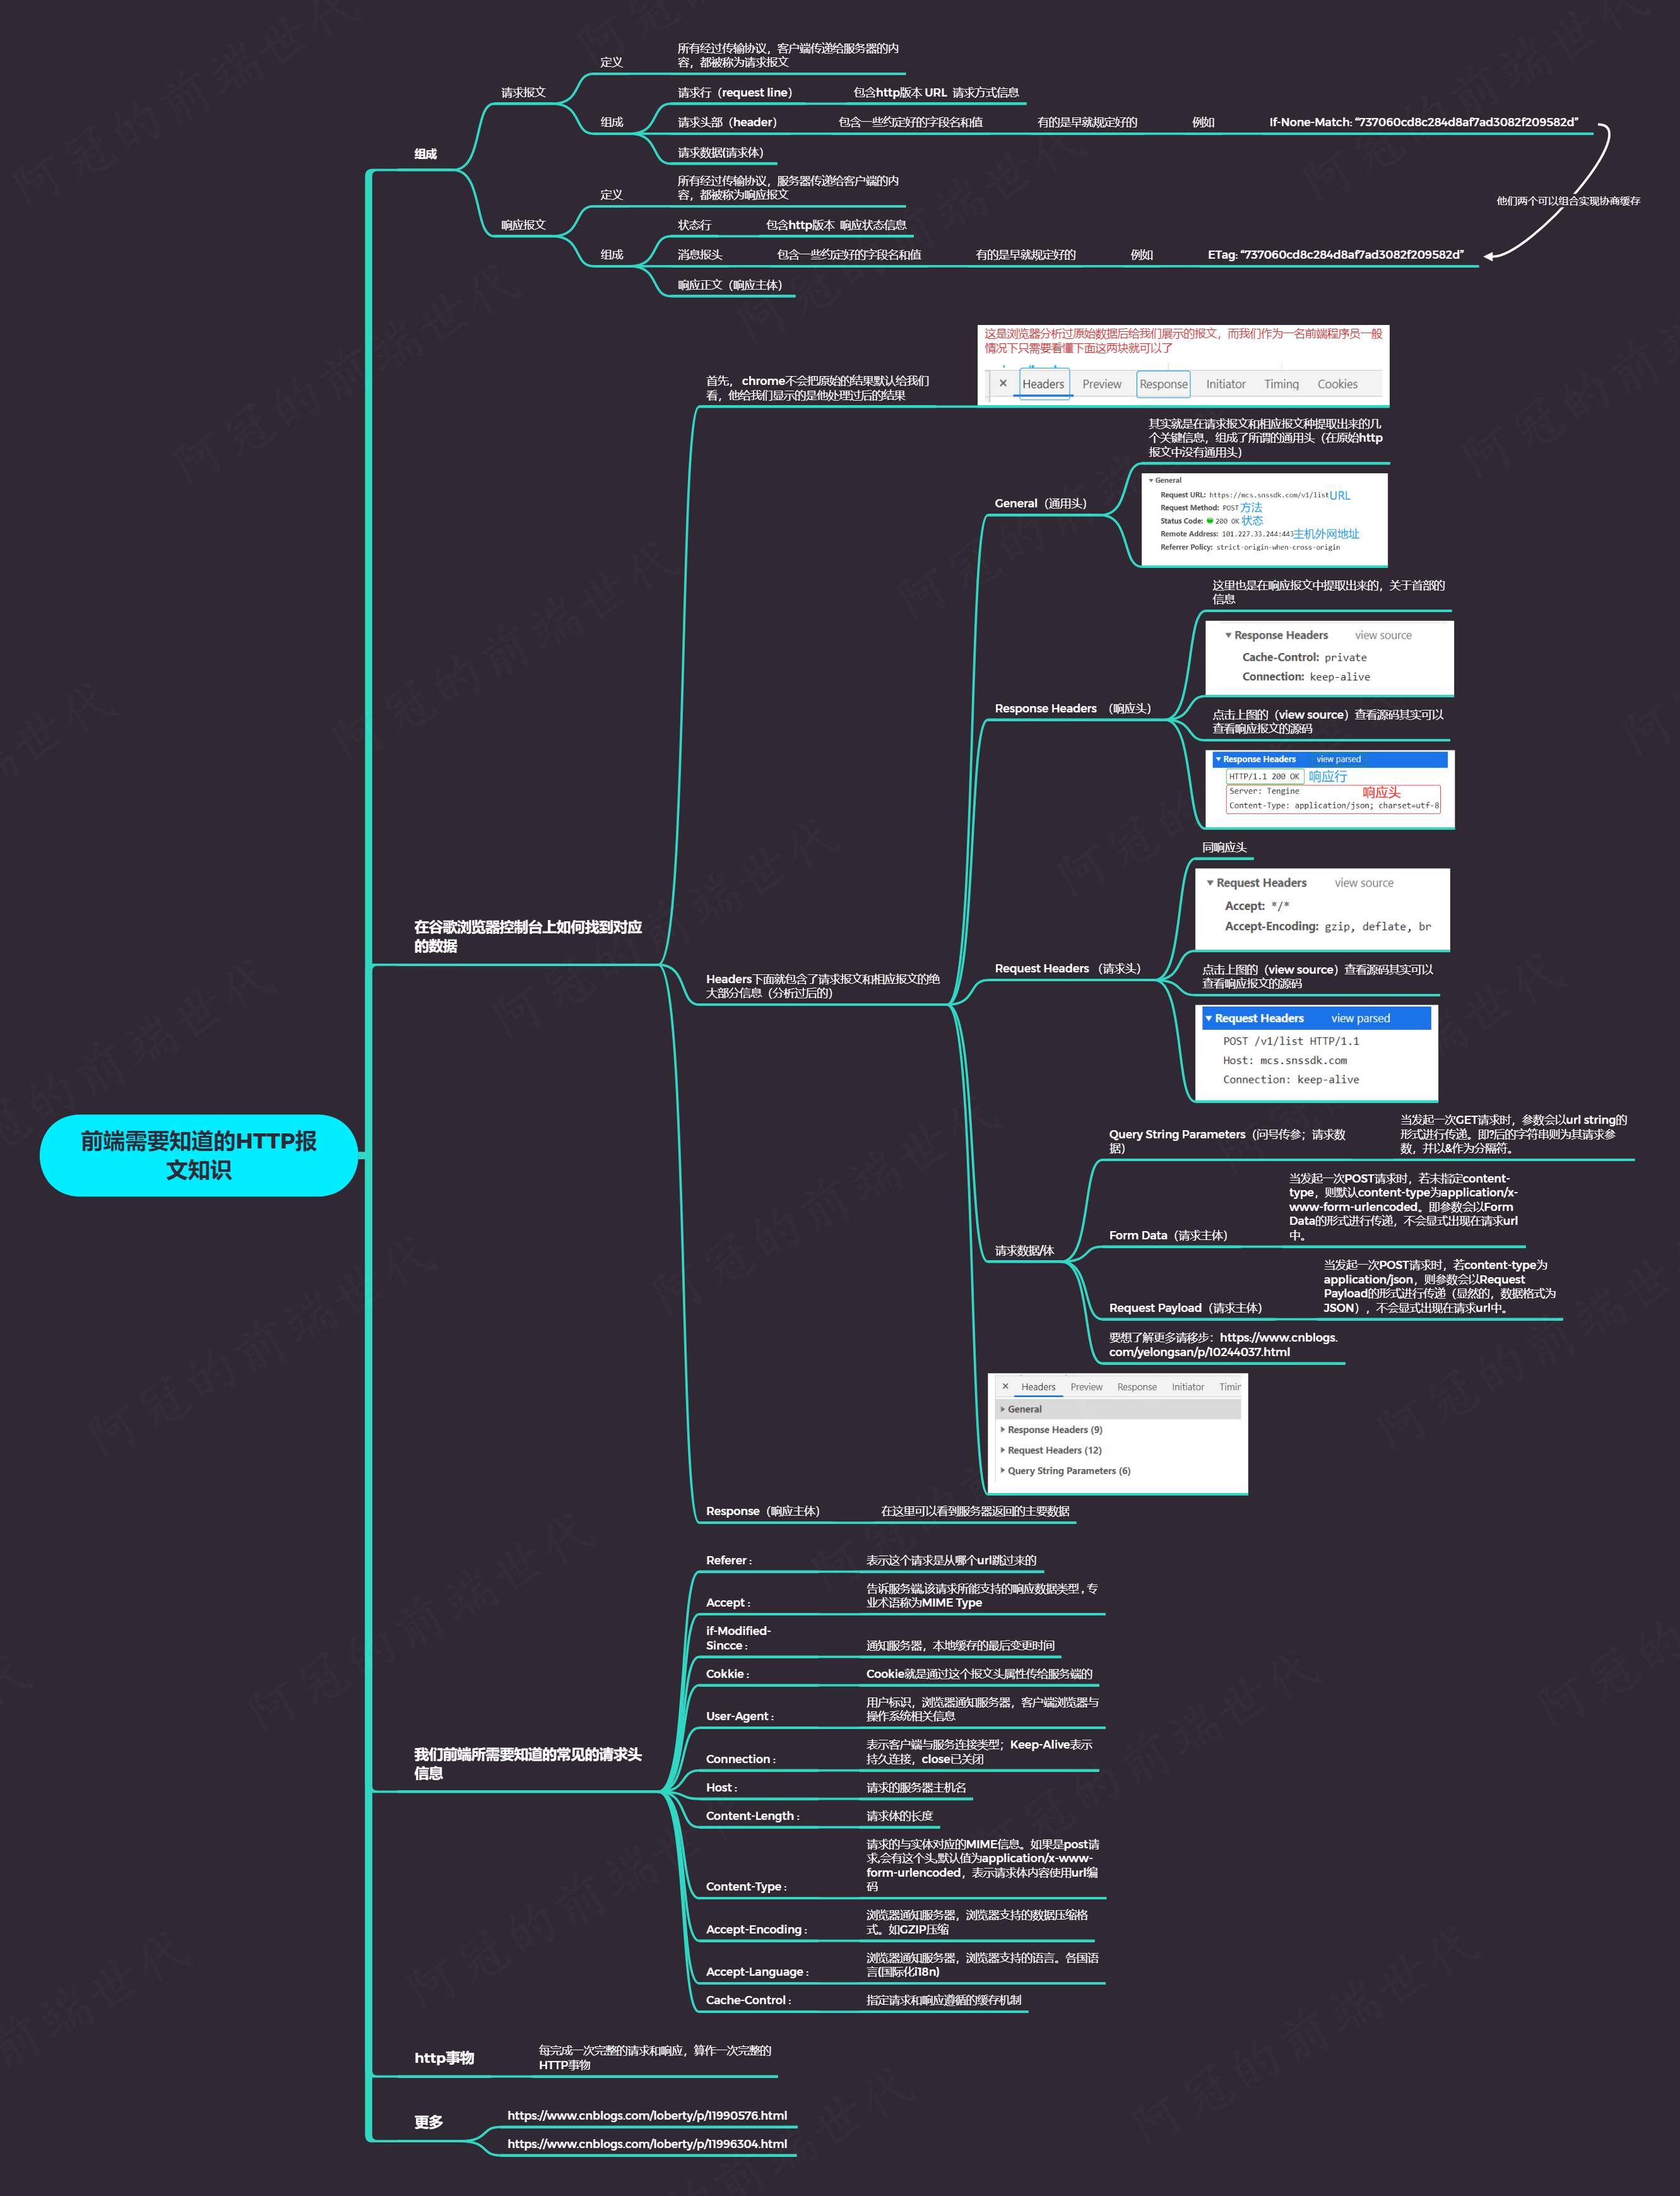 所有经过传输协议，客户端传递给服务器的内
容，都被称为请求报文
定义
请求报文
请求行（request line）
包含http版本 URL 请求方式信息
组成
请求头部（header）
包含一些约定好的字段名和值
有的是早就规定好的
例如
If-None-Match: “737060cd8c284d8af7ad3082f209582d”
请求数据(请求体)
组成
所有经过传输协议，服务器传递给客户端的内
容，都被称为响应报文
定义
他们两个可以组合实现协商缓存
响应报文
状态行
包含http版本 响应状态信息
组成
消息报头
包含一些约定好的字段名和值
有的是早就规定好的
例如
ETag: “737060cd8c284d8af7ad3082f209582d”
响应正文（响应主体）
首先， chrome不会把原始的结果默认给我们
看，他给我们显示的是他处理过后的结果
这是浏览器分析过原始数据后给我们展示的报文，而我们作为一名前端程序员一般
情况下只需要看懂下面这两块就可以了
× Headers Preview Response Initiator Timing Cookies
其实就是在请求报文和相应报文种提取出来的几
个关键信息，组成了所谓的通用头（在原始http
报文中没有通用头）
General（通用头）
General
Request URL: https://mcs.snssdk.com/v1/list URL
Request Method: POST 方法
Status Code: 200 OK 状态
Remote Address: 101.227.33.244:443 主机外网地址
Referrer Policy: strict-origin-when-cross-origin
这里也是在响应报文中提取出来的，关于首部的
信息
Response Headers view source
Cache-Control: private
Connection: keep-alive
Response Headers （响应头）
点击上图的（view source）查看源码其实可以
查看响应报文的源码
Response Headers view parsed
HTTP/1.1 200 OK 响应行
Server: Tengine 响应头
Content-Type: application/json; charset=utf-8
同响应头
Request Headers view source
Accept: */*
Accept-Encoding: gzip, deflate, br
在谷歌浏览器控制台上如何找到对应
的数据
Request Headers （请求头）
点击上图的（view source）查看源码其实可以
查看响应报文的源码
Headers下面就包含了请求报文和相应报文的绝
大部分信息（分析过后的）
Request Headers view parsed
POST /v1/list HTTP/1.1
Host: mcs.snssdk.com
Connection: keep-alive
前端需要知道的HTTP报
文知识
Query String Parameters（问号传参；请求数
据）
当发起一次GET请求时，参数会以url string的
形式进行传递。即?后的字符串则为其请求参
数，并以&作为分隔符。
当发起一次POST请求时，若未指定content-
type，则默认content-type为application/x-
www-form-urlencoded。即参数会以Form
Data的形式进行传递，不会显式出现在请求url
中。
Form Data（请求主体）
请求数据/体
当发起一次POST请求时，若content-type为
application/json，则参数会以Request
Payload的形式进行传递（显然的，数据格式为
JSON），不会显式出现在请求url中。
Request Payload（请求主体）
要想了解更多请移步：https://www.cnblogs.
com/yelongsan/p/10244037.html
× Headers Preview Response Initiator Timin
General
Response Headers (9)
Request Headers (12)
Query String Parameters (6)
Response（响应主体）
在这里可以看到服务器返回的主要数据
Referer :
表示这个请求是从哪个url跳过来的
Accept :
告诉服务端,该请求所能支持的响应数据类型 , 专
业术语称为MIME Type
if-Modified-
Sincce :
通知服务器，本地缓存的最后变更时间
Cokkie :
Cookie就是通过这个报文头属性传给服务端的
User-Agent :
用户标识，浏览器通知服务器，客户端浏览器与
操作系统相关信息
我们前端所需要知道的常见的请求头
信息
Connection :
表示客户端与服务连接类型；Keep-Alive表示
持久连接，close已关闭
Host :
请求的服务器主机名
Content-Length :
请求体的长度
Content-Type :
请求的与实体对应的MIME信息。如果是post请
求,会有这个头,默认值为application/x-www-
form-urlencoded，表示请求体内容使用url编
码
Accept-Encoding :
浏览器通知服务器，浏览器支持的数据压缩格
式。如GZIP压缩
Accept-Language :
浏览器通知服务器，浏览器支持的语言。各国语
言(国际化i18n)
Cache-Control :
指定请求和响应遵循的缓存机制
http事物
每完成一次完整的请求和响应，算作一次完整的
HTTP事物
更多
https://www.cnblogs.com/loberty/p/11990576.html
https://www.cnblogs.com/loberty/p/11996304.html
阿冠的前端世代